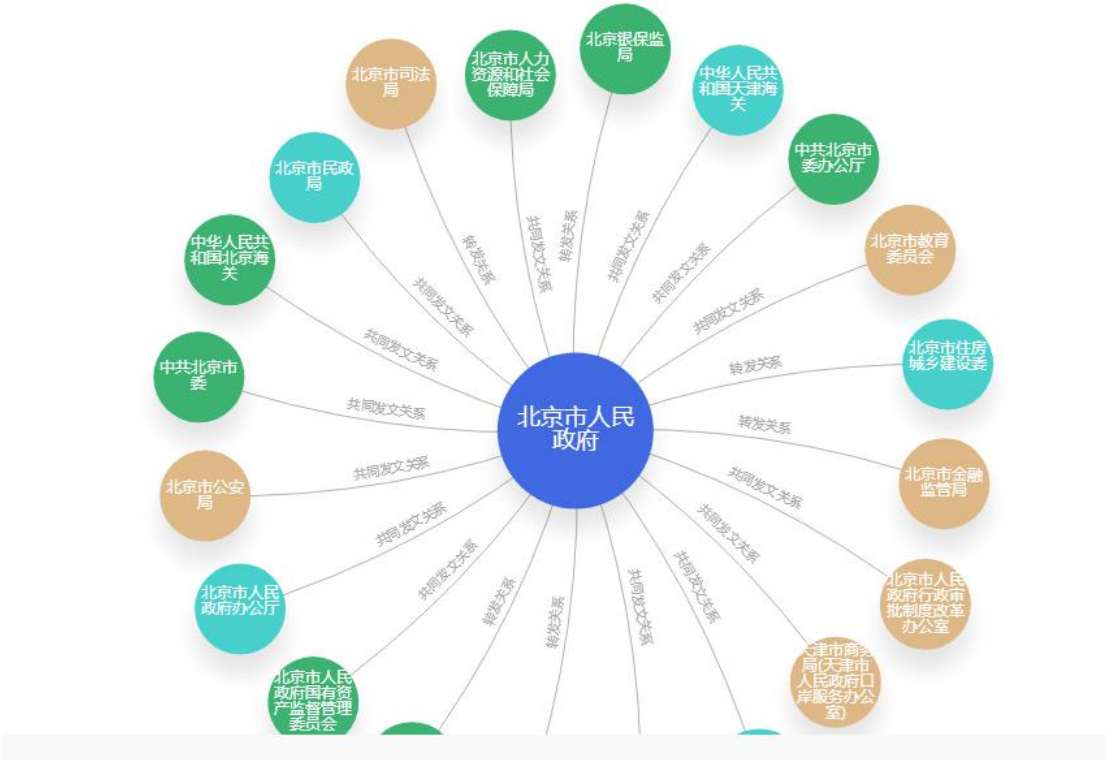 北京银保监
局
北京市人力
资源和社会
保障局
中华人民共
和国天津海
关
北京市司法
局
中共北京市
委办公厅
北京市民政
局
北京市教育
委员会
中华人民共
和国北京海
关
北京市住房
城乡建设委
中共北京市
委
北京市人民
政府
北京市金融
监管局
北京市公安
局
北京市人民
政府办公厅
北京市人民
政府行政审
批制度改革
办公室
天津市商务
局(天津市
人民政府口
岸服务办公
室)
北京市人民
政府国有资
产监督管理
委员会
转发关系
共同发文关系
转发关系
共同发文关系
共同发文关系
共同发文关系
转发关系
转发关系
共同发文关系
共同发文关系
共同发文关系
共同发文关系
转发关系
转发关系
共同发文关系
共同发文关系
共同发文关系
共同发文关系
共同发文关系
共同发文关系